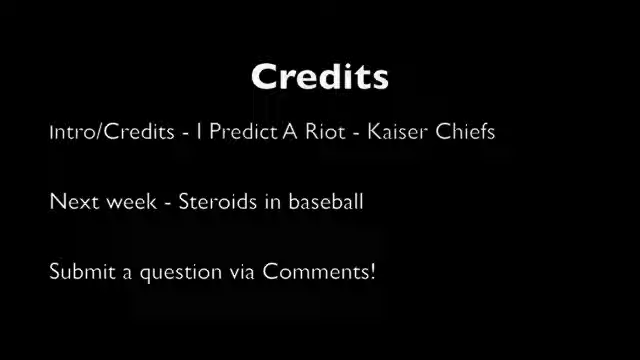 Credits
Intro/Credits - I Predict A Riot - Kaiser Chiefs
Next week - Steroids in baseball
Submit a question via Comments!